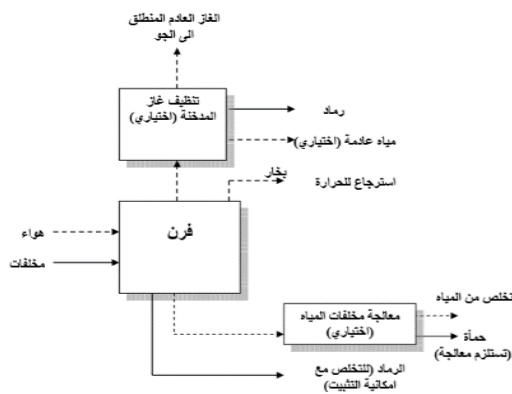 الغاز العادم المنطلق
الى الجو
تنظيف غاز
المدخنة (اختياري)
رماد
مياه عادمة (اختياري)
بخار
استرجاع للحرارة
فرن
هواء
مخلفات
معالجة مخلفات المياه
(اختياري)
تخلص من المياه
حمأة
(تستلزم معالجة)
الرماد (للتخلص مع
امكانية التثبيت)